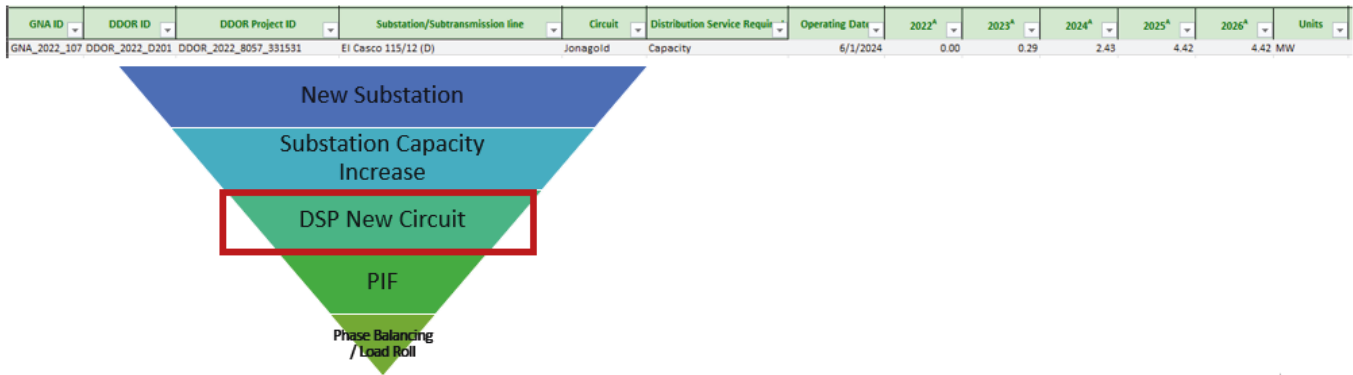 GNA ID DDOR ID DDOR Project ID Substation/Subtransmission line Circuit Distribution Service Requir Operating Date 2022ᴬ 2023ᴬ 2024ᴬ 2025ᴬ 2026ᴬ Units
GNA_2022_107 DDOR_2022_D201 DDOR_2022_8057_331531 El Casco 115/12 (D) Jonagold Capacity 6/1/2024 0.00 0.29 2.43 4.42 4.42 MW
New Substation
Substation Capacity
Increase
DSP New Circuit
PIF
Phase Balancing
/ Load Roll